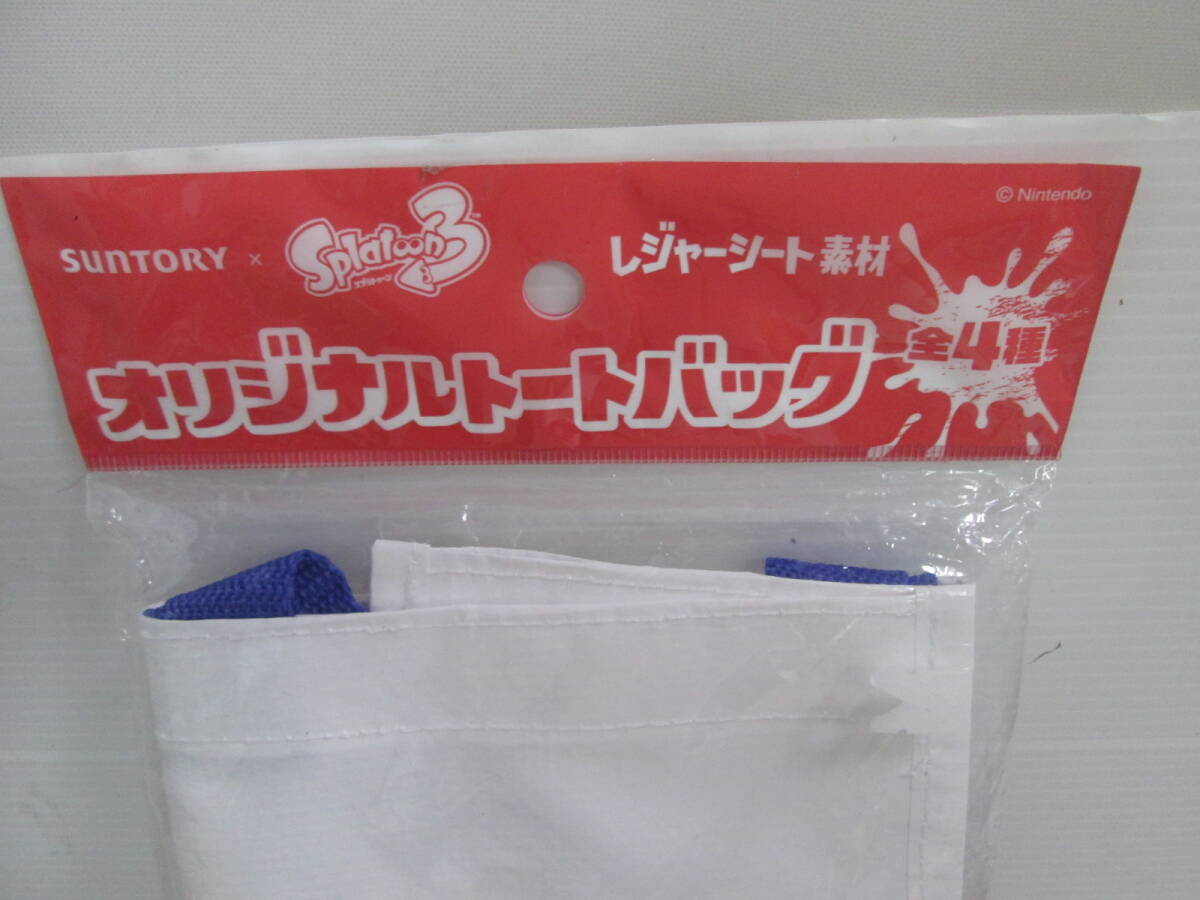 © Nintendo
SUNTORY × Splatoon3™
スプラトゥーン
レジャーシート素材
オリジナルトートバッグ
全4種